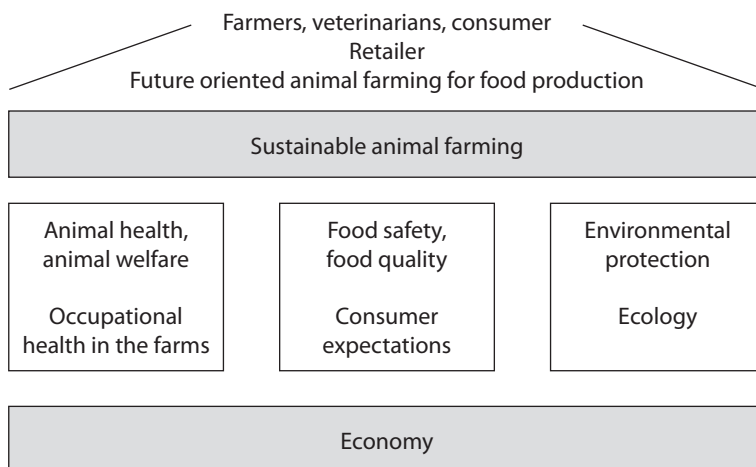 Farmers, veterinarians, consumer
Retailer
Future oriented animal farming for food production
Sustainable animal farming
Animal health,
animal welfare
Occupational
health in the farms
Food safety,
food quality
Consumer
expectations
Environmental
protection
Ecology
Economy